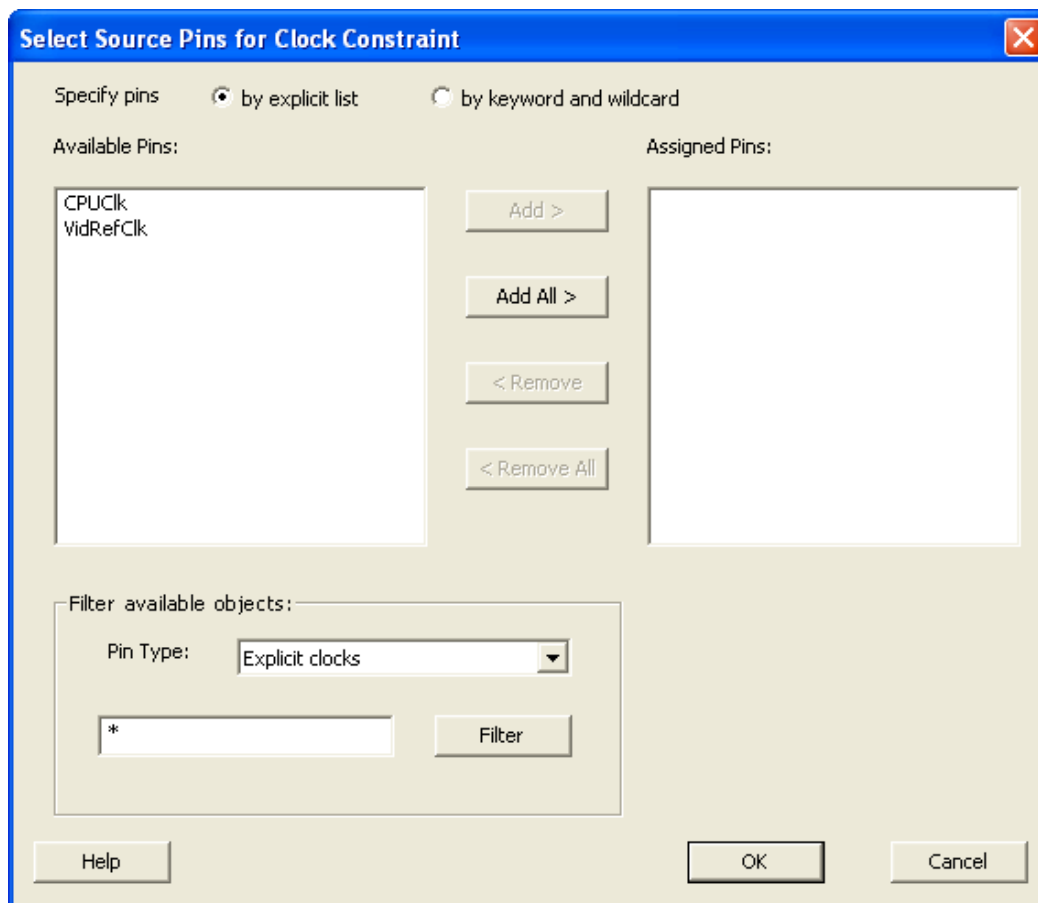 Select Source Pins for Clock Constraint
Specify pins by explicit list by keyword and wildcard
Available Pins: Assigned Pins:
CPUClk
VidRefClk
Add >
Add All >
< Remove
< Remove All
Filter available objects:
Pin Type: Explicit clocks
* Filter
Help OK Cancel